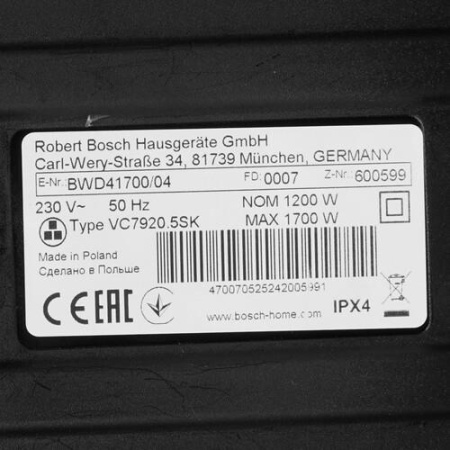 Robert Bosch Hausgeräte GmbH
Carl-Wery-Straße 34, 81739 München, GERMANY
E-Nr. BWD41700/04 FD: 0007 Z-Nr. 600599
230 V~ 50 Hz NOM 1200 W
Type VC7920.5SK MAX 1700 W
Made in Poland
Сделано в Польше
470070525242005991
CE EAC www.bosch-home.com IPX4